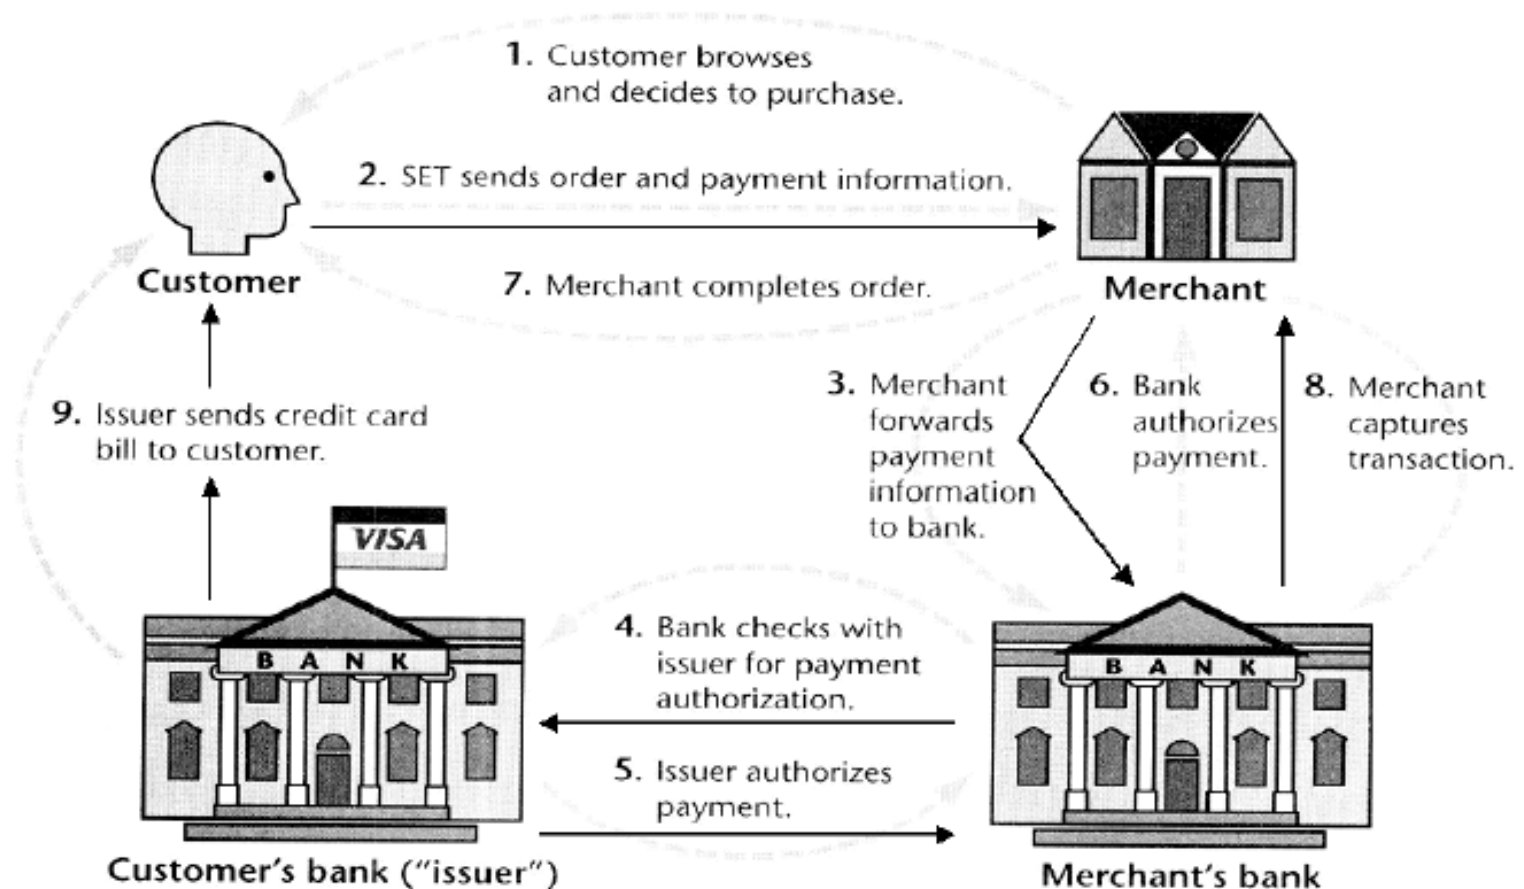 1. Customer browses
and decides to purchase.
2. SET sends order and payment information.
Customer
7. Merchant completes order.
Merchant
3. Merchant
forwards
payment
information
to bank.
6. Bank
authorizes
payment.
8. Merchant
captures
transaction.
9. Issuer sends credit card
bill to customer.
VISA
BANK
4. Bank checks with
issuer for payment
authorization.
BANK
5. Issuer authorizes
payment.
Customer's bank ("issuer")
Merchant's bank